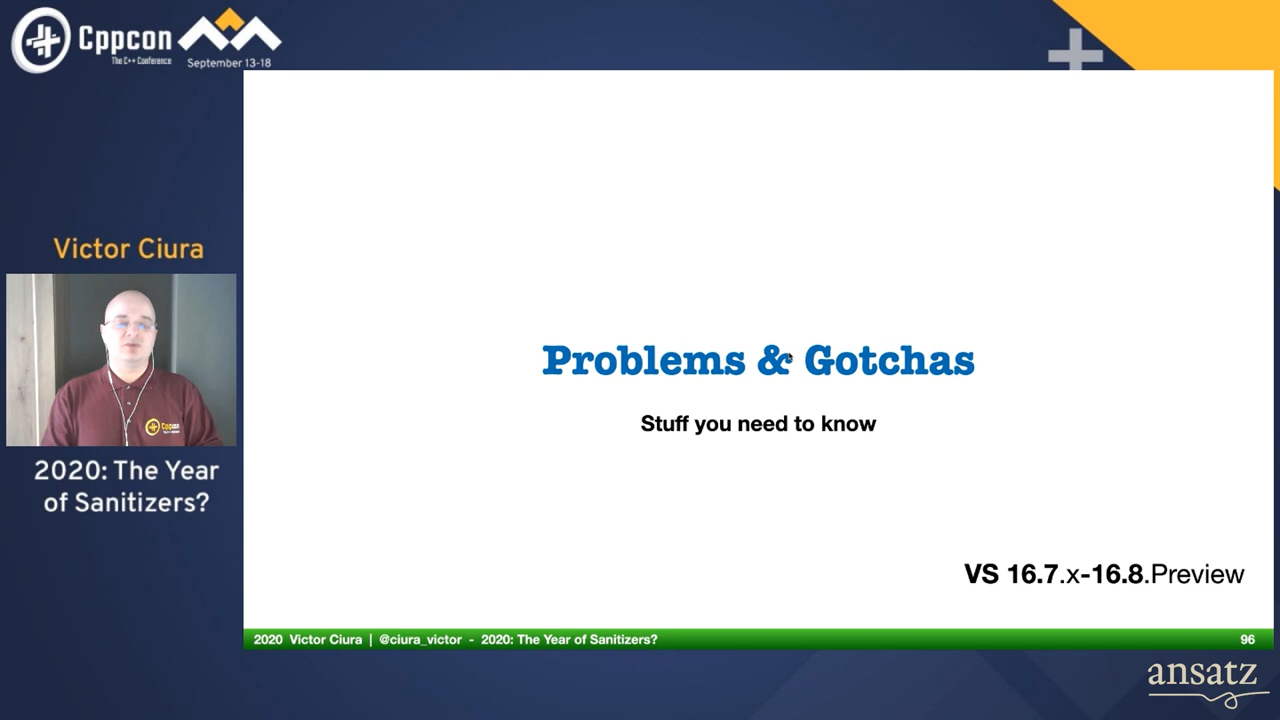 Cppcon
The C++ Conference
September 13-18
Victor Ciura
2020: The Year
of Sanitizers?
Cppcon
Problems & Gotchas
Stuff you need to know
VS 16.7.x-16.8.Preview
2020 Victor Ciura | @ciura_victor - 2020: The Year of Sanitizers?
96
ansatz